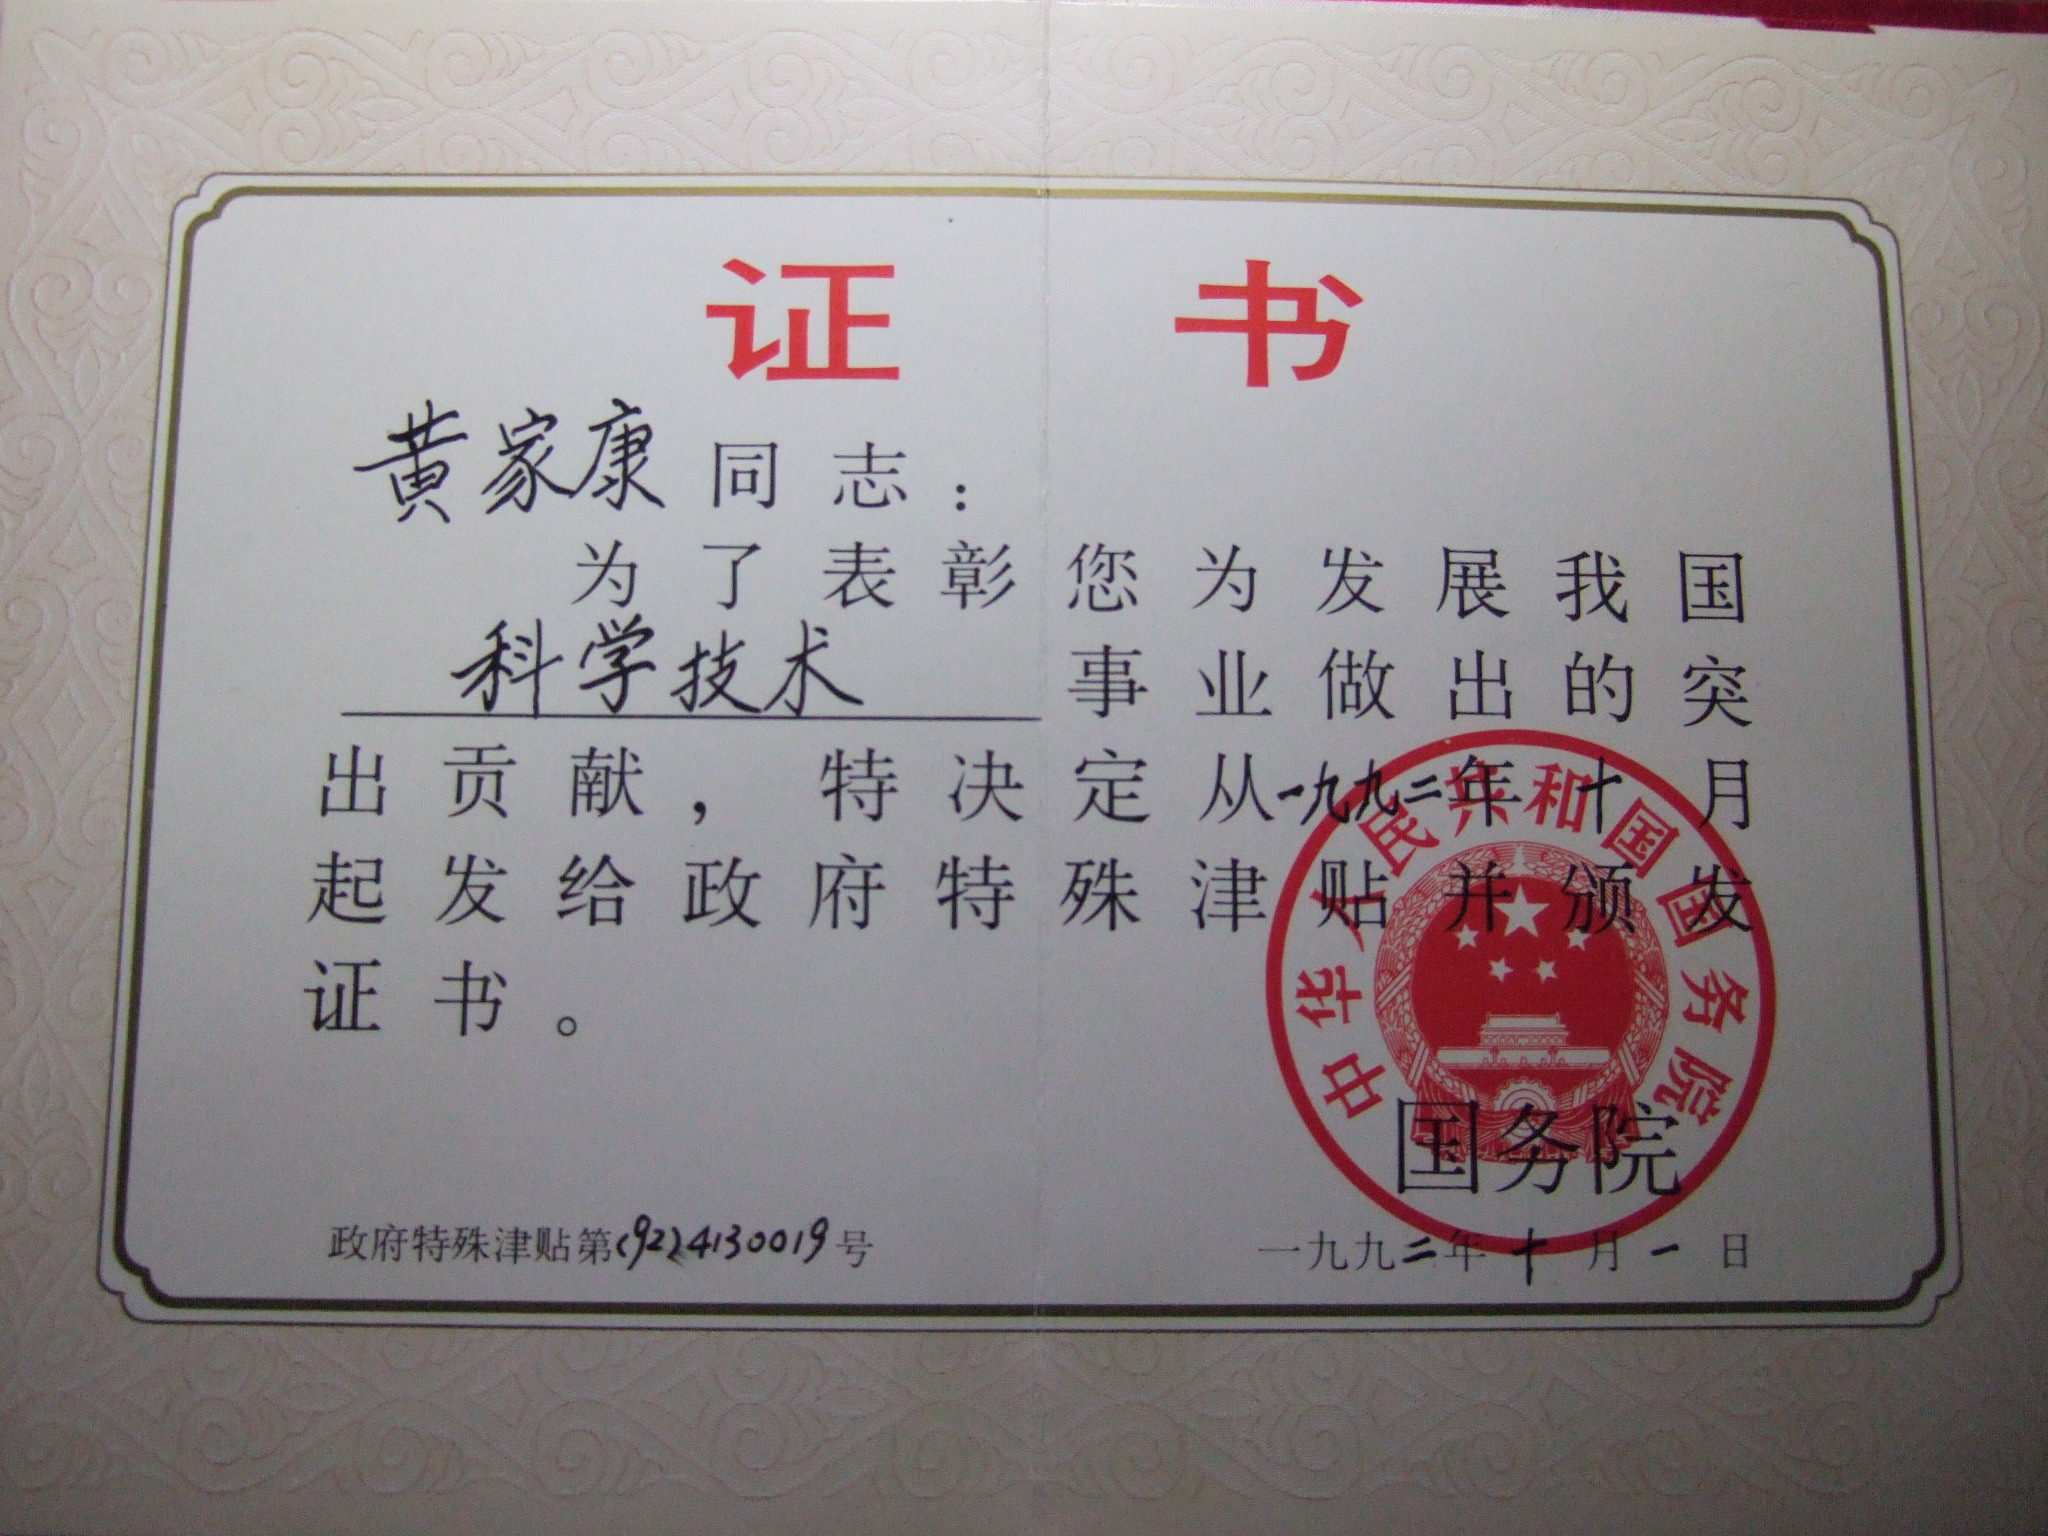 证 书
黄家康同志：
为了表彰您为发展我国
科学技术 事业做出的突
出贡献，特决定从一九九二年十月
起发给政府特殊津贴并颁发
证书。
中华人民共和国国务院
国务院
政府特殊津贴第(92)4130019号
一九九二年十月一日